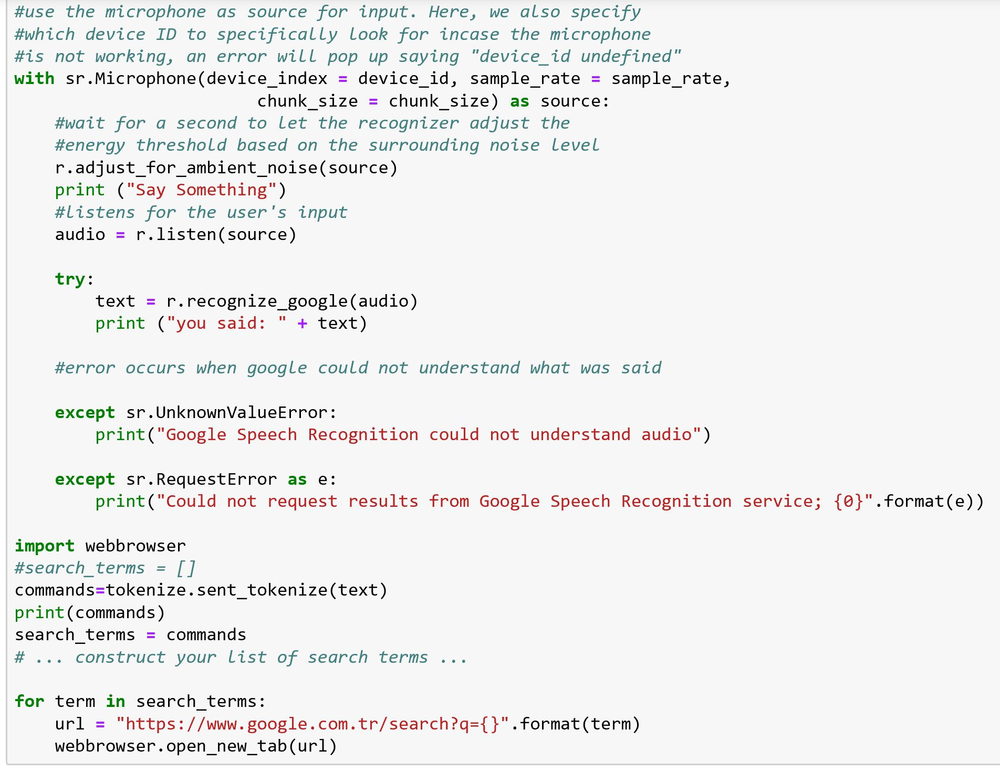 #use the microphone as source for input. Here, we also specify
#which device ID to specifically look for incase the microphone
#is not working, an error will pop up saying "device_id undefined"
with sr.Microphone(device_index = device_id, sample_rate = sample_rate,
                        chunk_size = chunk_size) as source:
    #wait for a second to let the recognizer adjust the
    #energy threshold based on the surrounding noise level
    r.adjust_for_ambient_noise(source)
    print ("Say Something")
    #listens for the user's input
    audio = r.listen(source)
    try:
        text = r.recognize_google(audio)
        print ("you said: " + text)
    #error occurs when google could not understand what was said
    except sr.UnknownValueError:
        print("Google Speech Recognition could not understand audio")
    except sr.RequestError as e:
        print("Could not request results from Google Speech Recognition service; {0}".format(e))
import webbrowser
#search_terms = []
commands=tokenize.sent_tokenize(text)
print(commands)
search_terms = commands
# ... construct your list of search terms ...
for term in search_terms:
    url = "https://www.google.com.tr/search?q={}".format(term)
    webbrowser.open_new_tab(url)